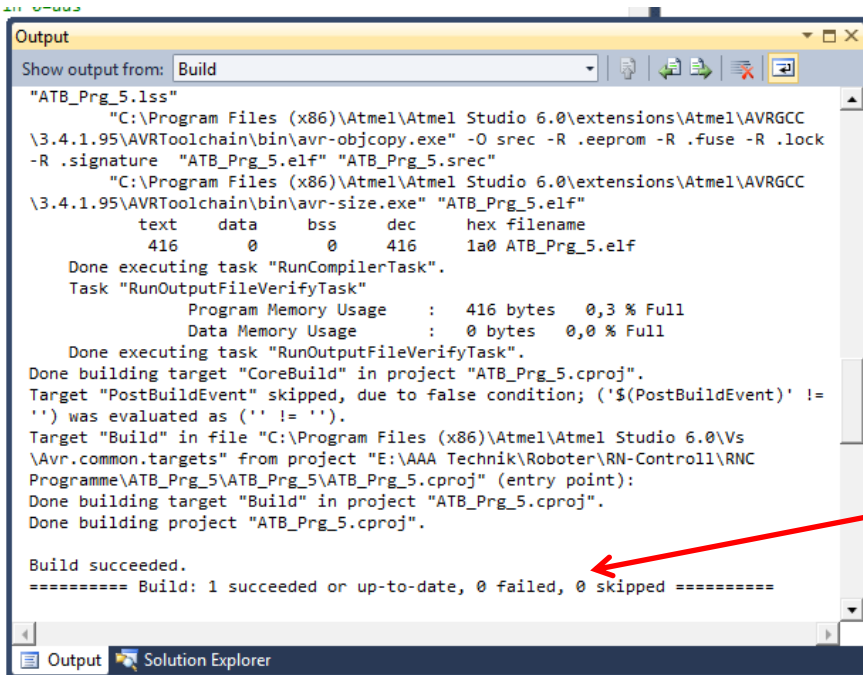 Output
Show output from: Build
"ATB_Prg_5.lss"
"C:\Program Files (x86)\Atmel\Atmel Studio 6.0\extensions\Atmel\AVRGCC
\3.4.1.95\AVRToolchain\bin\avr-objcopy.exe" -O srec -R .eeprom -R .fuse -R .lock
-R .signature  "ATB_Prg_5.elf" "ATB_Prg_5.srec"
"C:\Program Files (x86)\Atmel\Atmel Studio 6.0\extensions\Atmel\AVRGCC
\3.4.1.95\AVRToolchain\bin\avr-size.exe" "ATB_Prg_5.elf"
text data bss dec hex filename
416 0 0 416 1a0 ATB_Prg_5.elf
Done executing task "RunCompilerTask".
Task "RunOutputFileVerifyTask"
Program Memory Usage : 416 bytes 0,3 % Full
Data Memory Usage : 0 bytes 0,0 % Full
Done executing task "RunOutputFileVerifyTask".
Done building target "CoreBuild" in project "ATB_Prg_5.cproj".
Target "PostBuildEvent" skipped, due to false condition; ('$(PostBuildEvent)' !=
'') was evaluated as ('' != '').
Target "Build" in file "C:\Program Files (x86)\Atmel\Atmel Studio 6.0\Vs
\Avr.common.targets" from project "E:\AAA Technik\Roboter\RN-Controll\RNC
Programme\ATB_Prg_5\ATB_Prg_5\ATB_Prg_5.cproj" (entry point):
Done building target "Build" in project "ATB_Prg_5.cproj".
Done building project "ATB_Prg_5.cproj".
Build succeeded.
========== Build: 1 succeeded or up-to-date, 0 failed, 0 skipped ==========
Output Solution Explorer